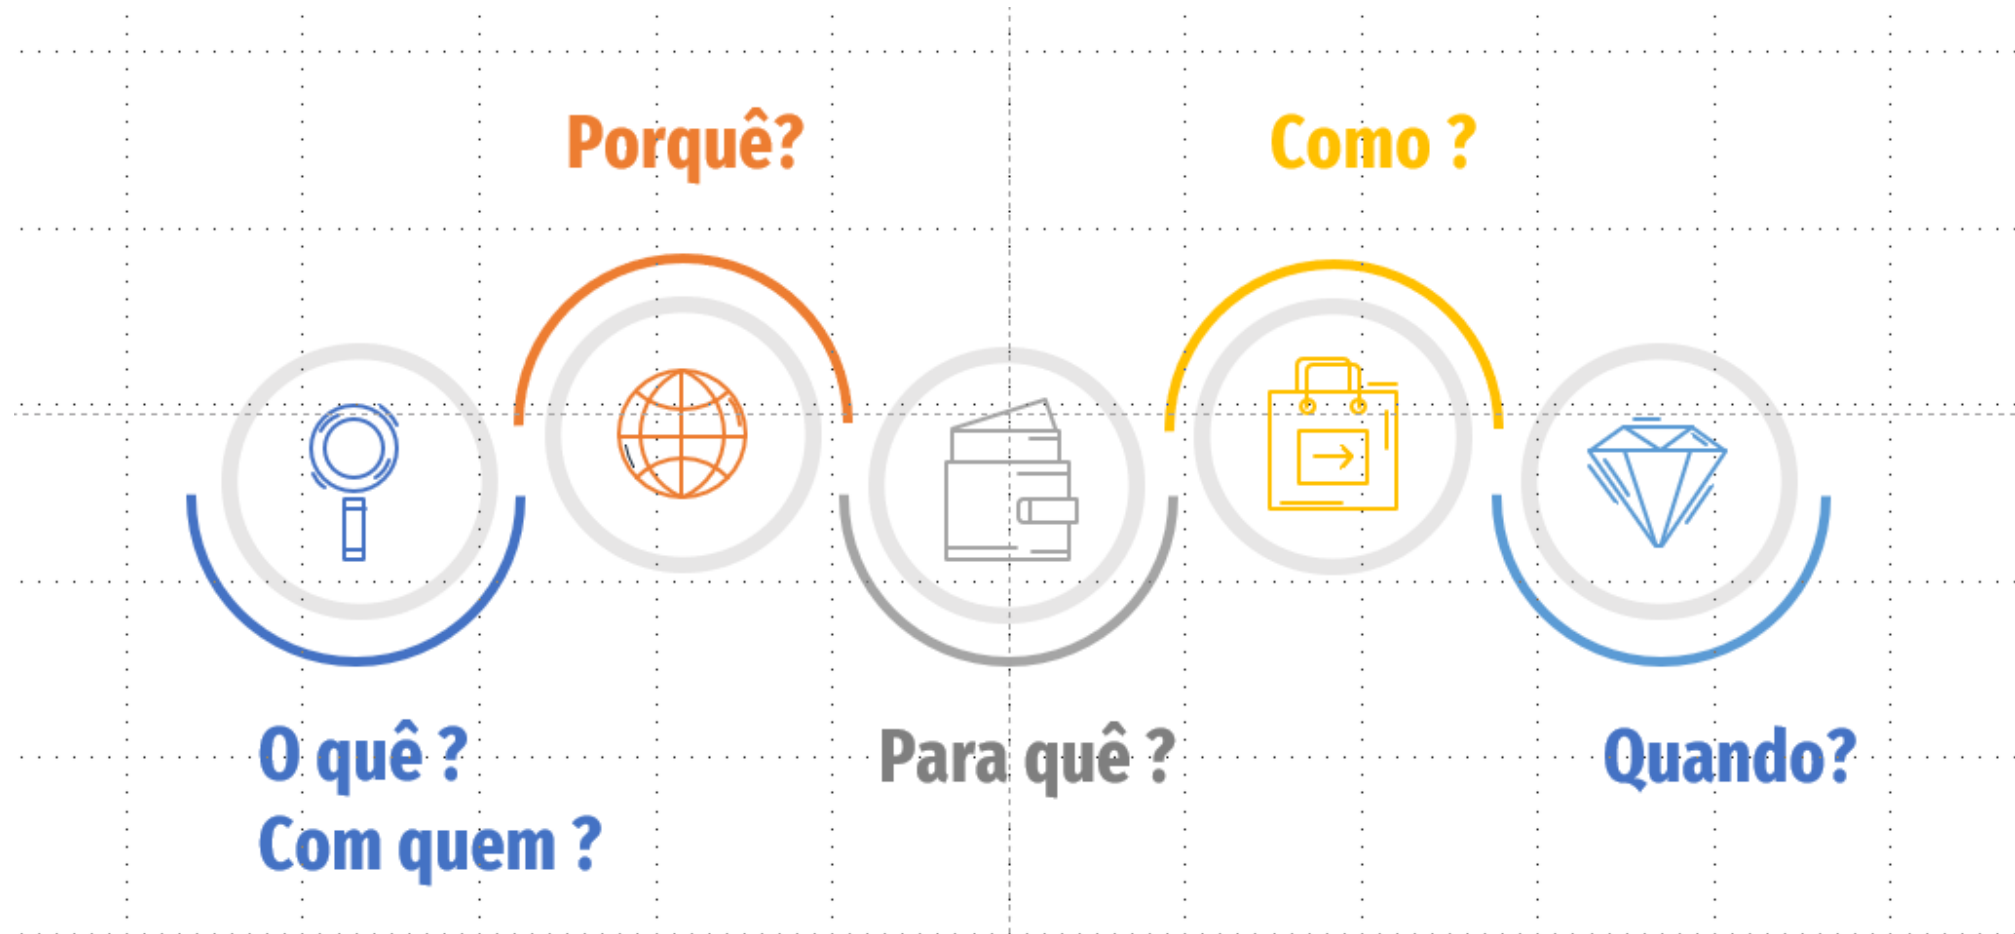 Porquê?
Como ?
O quê ?
Com quem ?
Para quê ?
Quando?